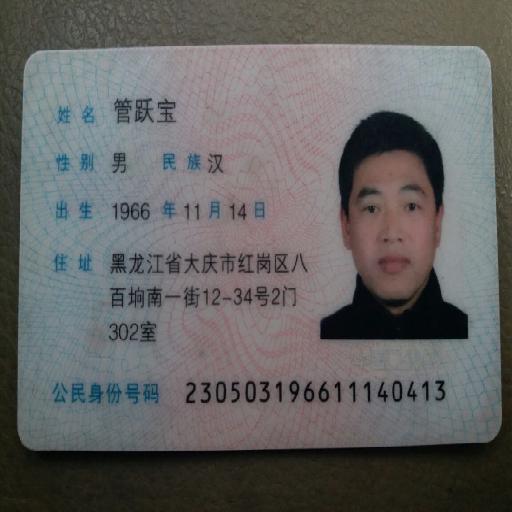 姓名 管跃宝
性别 男 民族 汉
出生 1966 年 11 月 14 日
住址 黑龙江省大庆市红岗区八
百垧南一街12-34号2门
302室
公民身份号码 230503196611140413